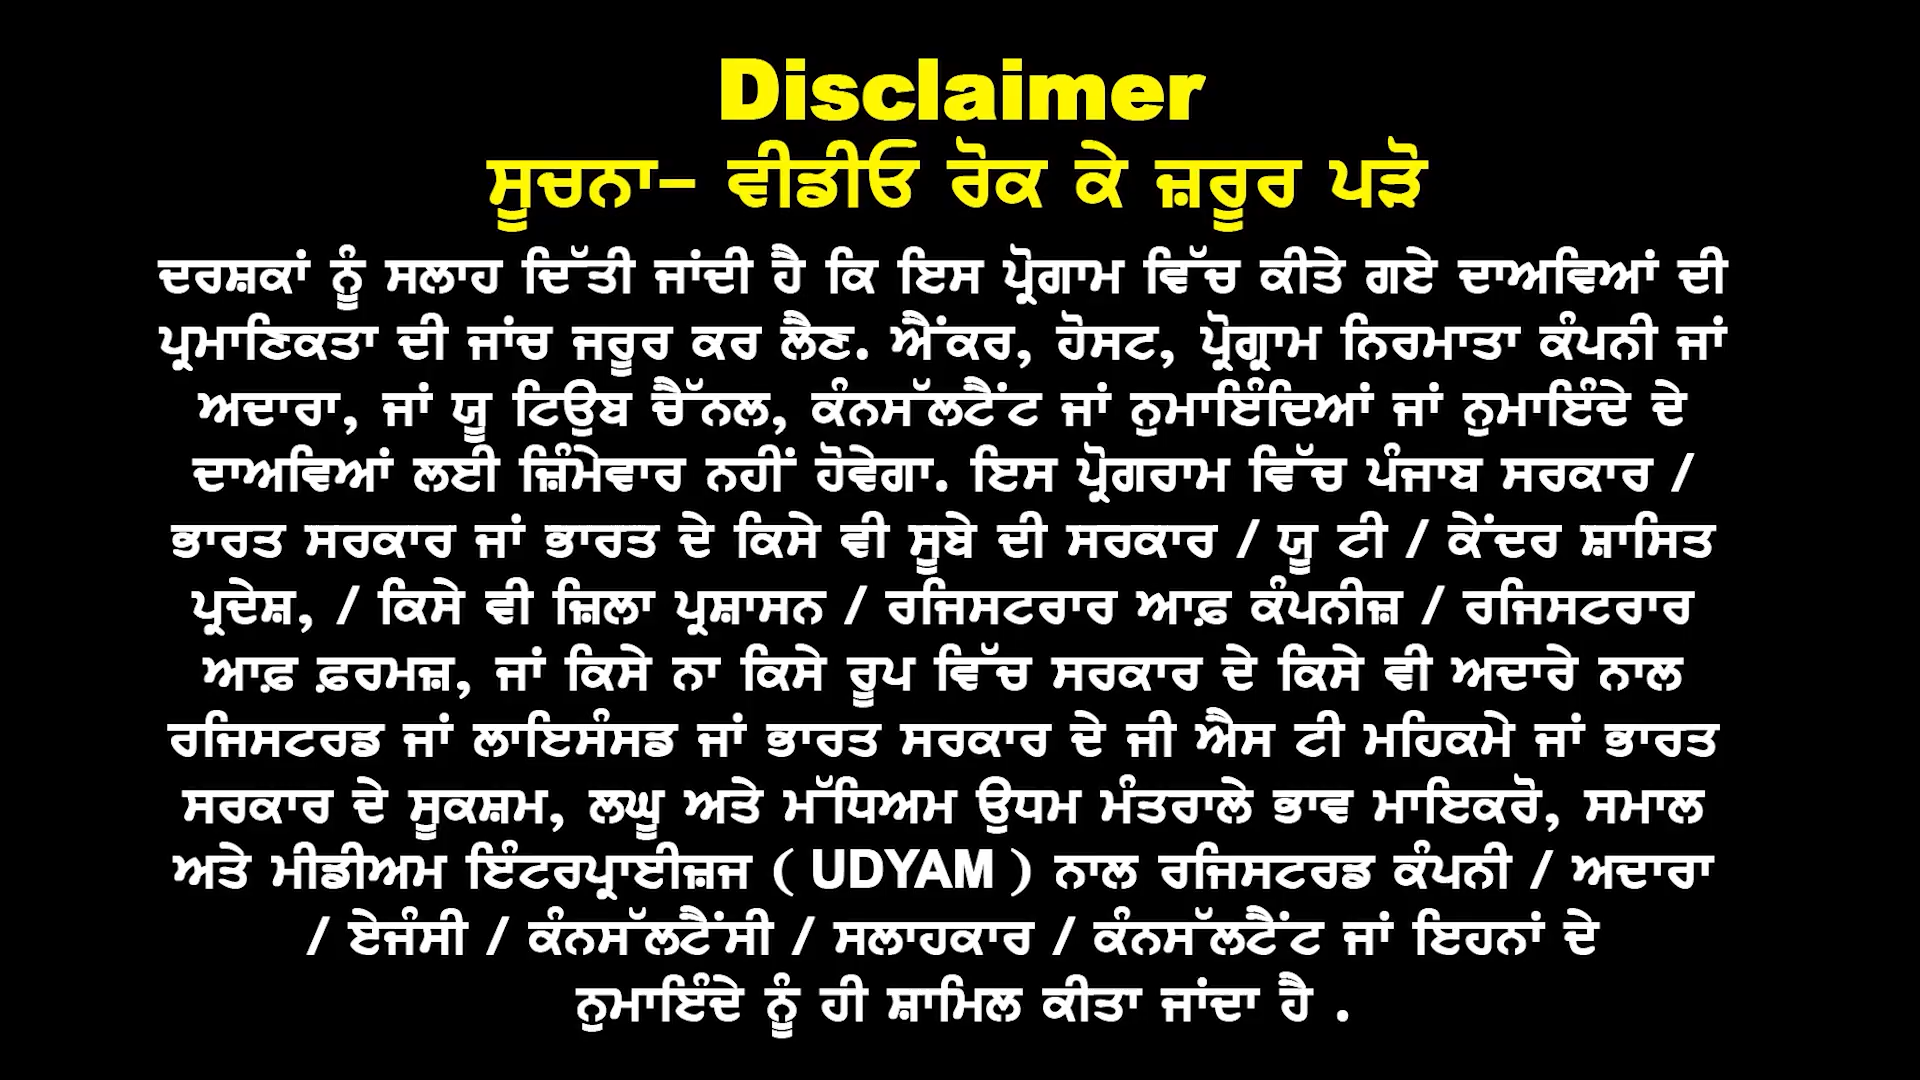 Disclaimer
ਸੂਚਨਾ- ਵੀਡੀਓ ਰੋਕ ਕੇ ਜ਼ਰੂਰ ਪੜੋ
ਦਰਸ਼ਕਾਂ ਨੂੰ ਸਲਾਹ ਦਿੱਤੀ ਜਾਂਦੀ ਹੈ ਕਿ ਇਸ ਪ੍ਰੋਗਾਮ ਵਿੱਚ ਕੀਤੇ ਗਏ ਦਾਅਵਿਆਂ ਦੀ
ਪ੍ਰਮਾਣਿਕਤਾ ਦੀ ਜਾਂਚ ਜਰੂਰ ਕਰ ਲੈਣ. ਐਂਕਰ, ਹੋਸਟ, ਪ੍ਰੋਗ੍ਰਾਮ ਨਿਰਮਾਤਾ ਕੰਪਨੀ ਜਾਂ
ਅਦਾਰਾ, ਜਾਂ ਯੂ ਟਿਊਬ ਚੈੱਨਲ, ਕੰਨਸੱਲਟੈਂਟ ਜਾਂ ਨੁਮਾਇੰਦਿਆਂ ਜਾਂ ਨੁਮਾਇੰਦੇ ਦੇ
ਦਾਅਵਿਆਂ ਲਈ ਜ਼ਿੰਮੇਵਾਰ ਨਹੀਂ ਹੋਵੇਗਾ. ਇਸ ਪ੍ਰੋਗਰਾਮ ਵਿੱਚ ਪੰਜਾਬ ਸਰਕਾਰ /
ਭਾਰਤ ਸਰਕਾਰ ਜਾਂ ਭਾਰਤ ਦੇ ਕਿਸੇ ਵੀ ਸੂਬੇ ਦੀ ਸਰਕਾਰ / ਯੂ ਟੀ / ਕੇਂਦਰ ਸ਼ਾਸਿਤ
ਪ੍ਰਦੇਸ਼, / ਕਿਸੇ ਵੀ ਜ਼ਿਲਾ ਪ੍ਰਸ਼ਾਸਨ / ਰਜਿਸਟਰਾਰ ਆਫ਼ ਕੰਪਨੀਜ਼ / ਰਜਿਸਟਰਾਰ
ਆਫ਼ ਫ਼ਰਮਜ਼, ਜਾਂ ਕਿਸੇ ਨਾ ਕਿਸੇ ਰੂਪ ਵਿੱਚ ਸਰਕਾਰ ਦੇ ਕਿਸੇ ਵੀ ਅਦਾਰੇ ਨਾਲ
ਰਜਿਸਟਰਡ ਜਾਂ ਲਾਇਸੰਸਡ ਜਾਂ ਭਾਰਤ ਸਰਕਾਰ ਦੇ ਜੀ ਐਸ ਟੀ ਮਹਿਕਮੇ ਜਾਂ ਭਾਰਤ
ਸਰਕਾਰ ਦੇ ਸੂਕਸ਼ਮ, ਲਘੂ ਅਤੇ ਮੱਧਿਅਮ ਉਧਮ ਮੰਤਰਾਲੇ ਭਾਵ ਮਾਇਕਰੋ, ਸਮਾਲ
ਅਤੇ ਮੀਡੀਅਮ ਇੰਟਰਪ੍ਰਾਈਜ਼ਜ ( UDYAM ) ਨਾਲ ਰਜਿਸਟਰਡ ਕੰਪਨੀ / ਅਦਾਰਾ
/ ਏਜੰਸੀ / ਕੰਨਸੱਲਟੈਂਸੀ / ਸਲਾਹਕਾਰ / ਕੰਨਸੱਲਟੈਂਟ ਜਾਂ ਇਹਨਾਂ ਦੇ
ਨੁਮਾਇੰਦੇ ਨੂੰ ਹੀ ਸ਼ਾਮਿਲ ਕੀਤਾ ਜਾਂਦਾ ਹੈ .